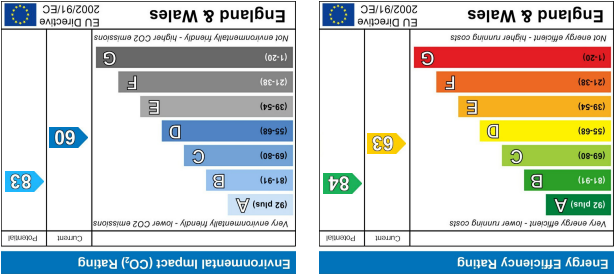 Energy Efficiency Rating
Current Potential
Very energy efficient - lower running costs
(92 plus) A
(81-91) B
(69-80) C
(55-68) D
(39-54) E
(21-38) F
(1-20) G
Not energy efficient - higher running costs
63
84
England & Wales
EU Directive
2002/91/EC
Environmental Impact (CO₂) Rating
Current Potential
Very environmentally friendly - lower CO2 emissions
(92 plus) A
(81-91) B
(69-80) C
(55-68) D
(39-54) E
(21-38) F
(1-20) G
Not environmentally friendly - higher CO2 emissions
60
83
England & Wales
EU Directive
2002/91/EC